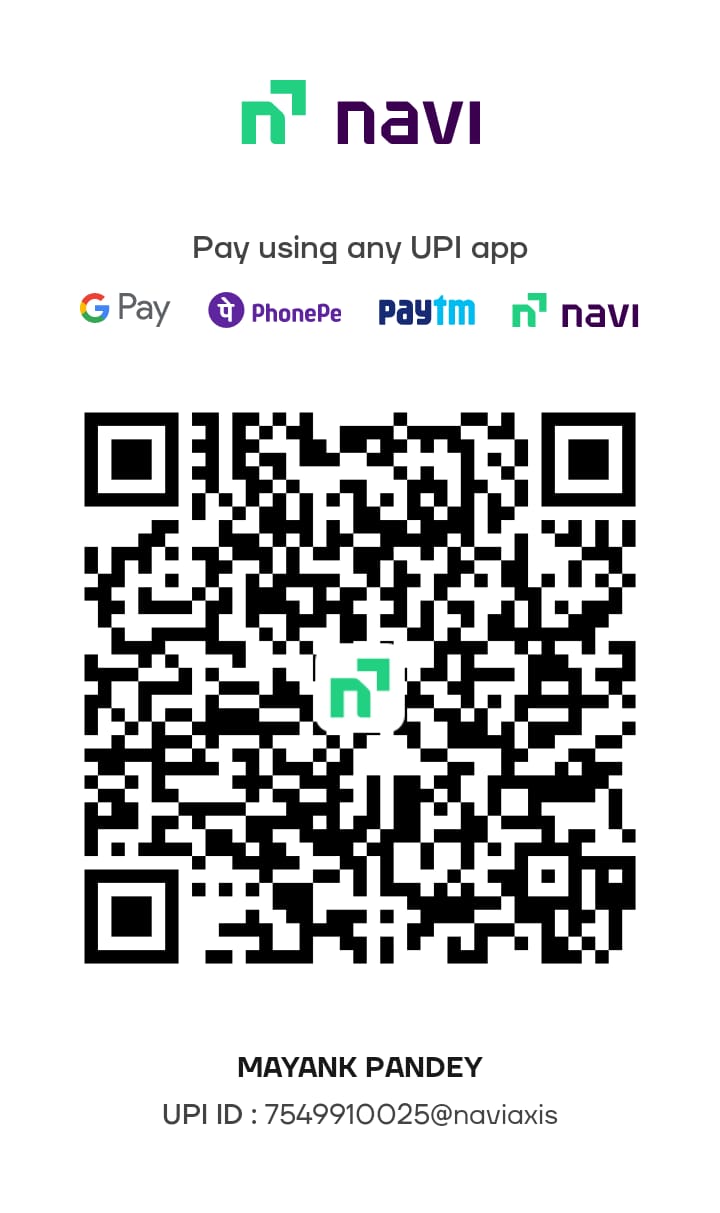 navi
Pay using any UPI app
G Pay पे PhonePe paytm navi
MAYANK PANDEY
UPI ID : 7549910025@naviaxis